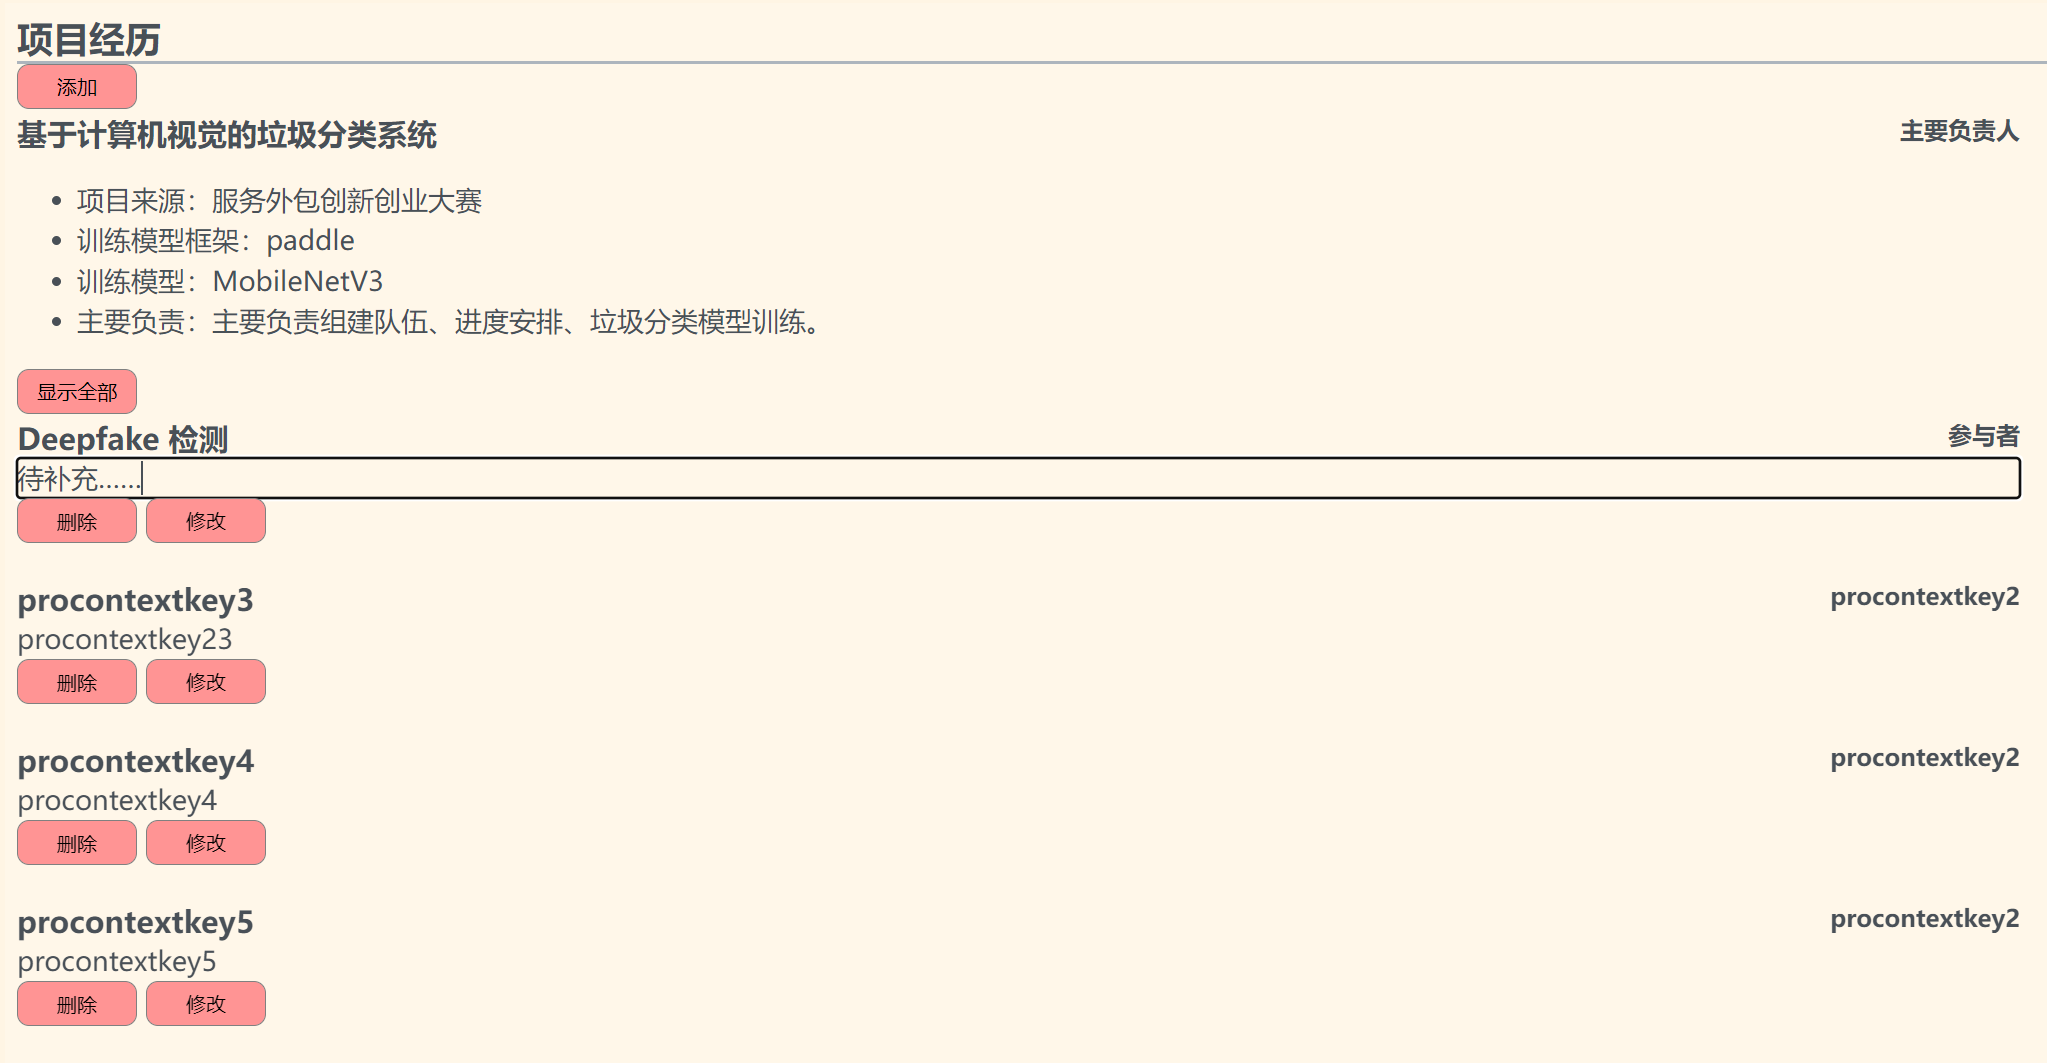 项目经历
添加
基于计算机视觉的垃圾分类系统 主要负责人
项目来源：服务外包创新创业大赛
训练模型框架：paddle
训练模型：MobileNetV3
主要负责：主要负责组建队伍、进度安排、垃圾分类模型训练。
显示全部
Deepfake 检测 参与者
待补充......
删除 修改
procontextkey3 procontextkey2
procontextkey23
删除 修改
procontextkey4 procontextkey2
procontextkey4
删除 修改
procontextkey5 procontextkey2
procontextkey5
删除 修改